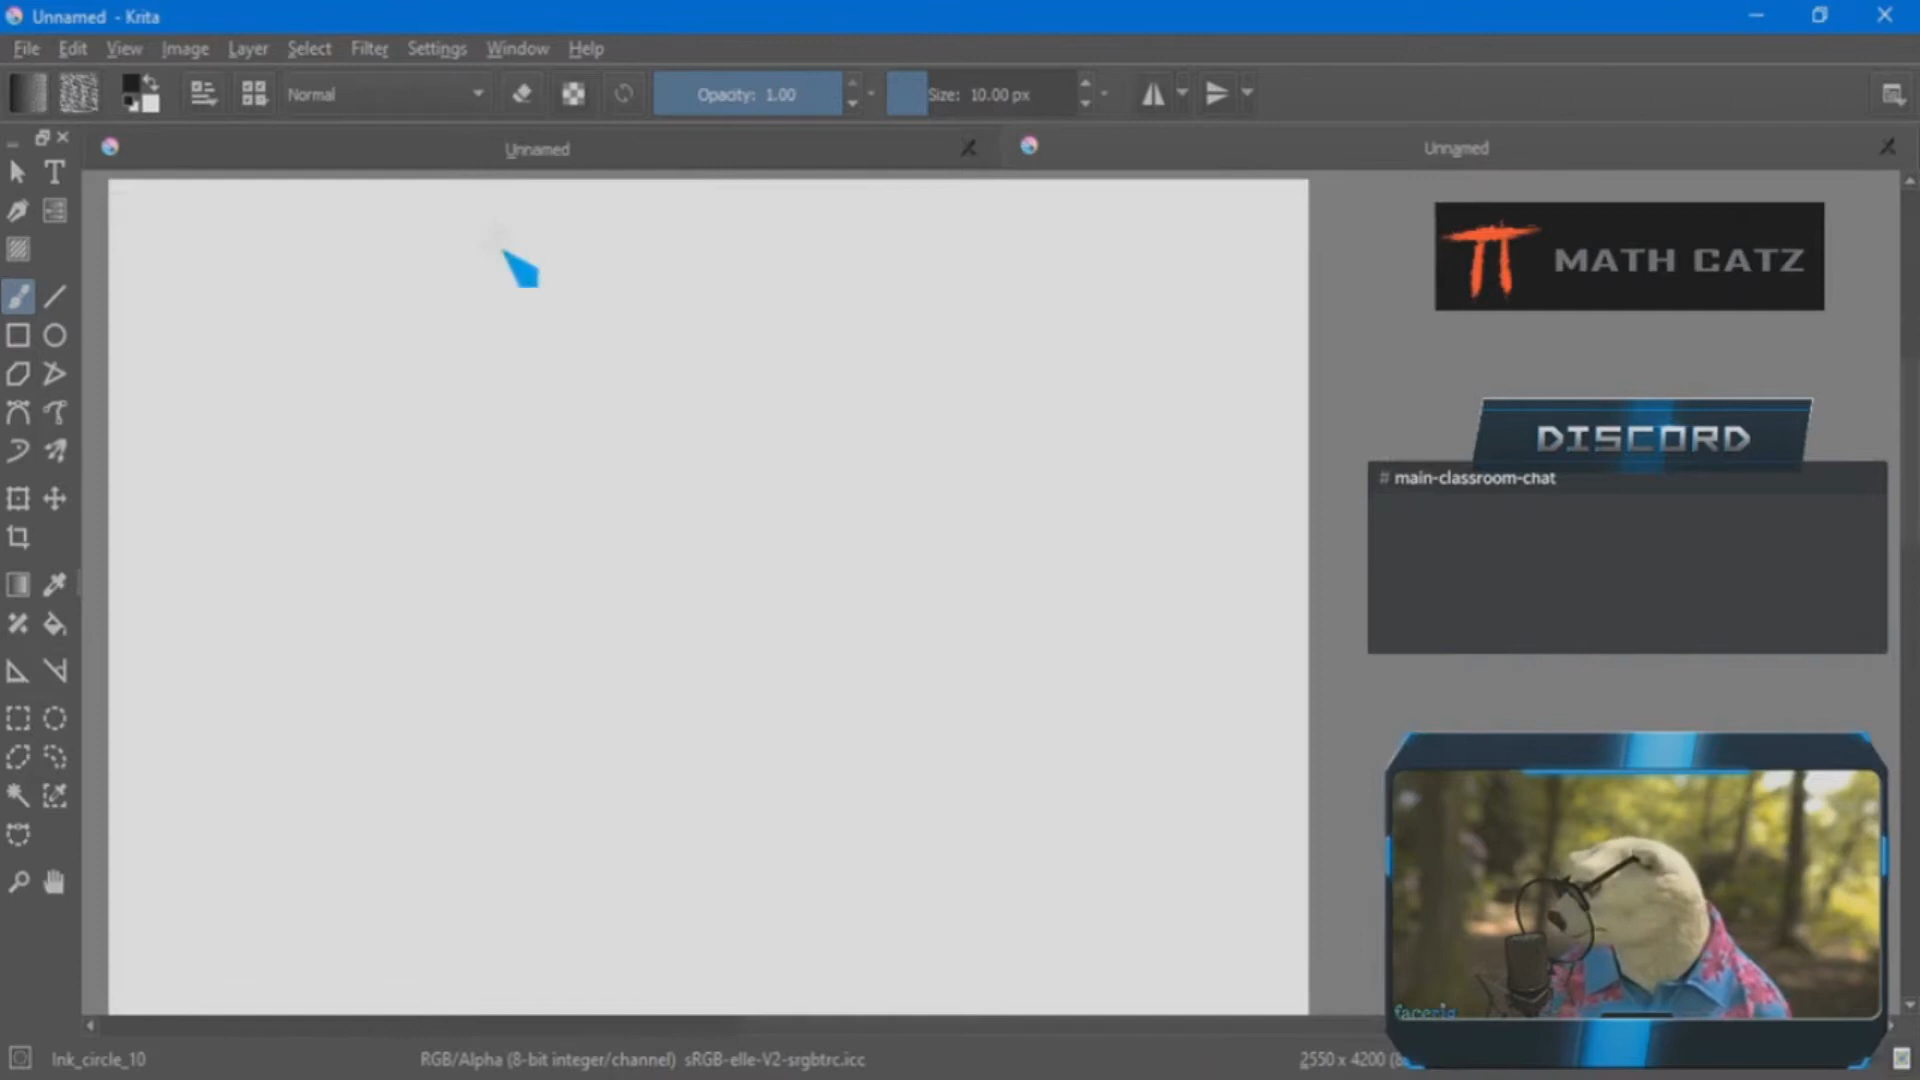 Unnamed - Krita
File Edit View Image Layer Select Filter Settings Window Help
Normal Opacity: 1.00 Size: 10.00 px
Unnamed Unnamed
MATH CATZ
DISCORD
# main-classroom-chat
facerig
Ink_circle_10 RGB/Alpha (8-bit integer/channel) sRGB-elle-V2-srgbtrc.icc 2550 x 4200